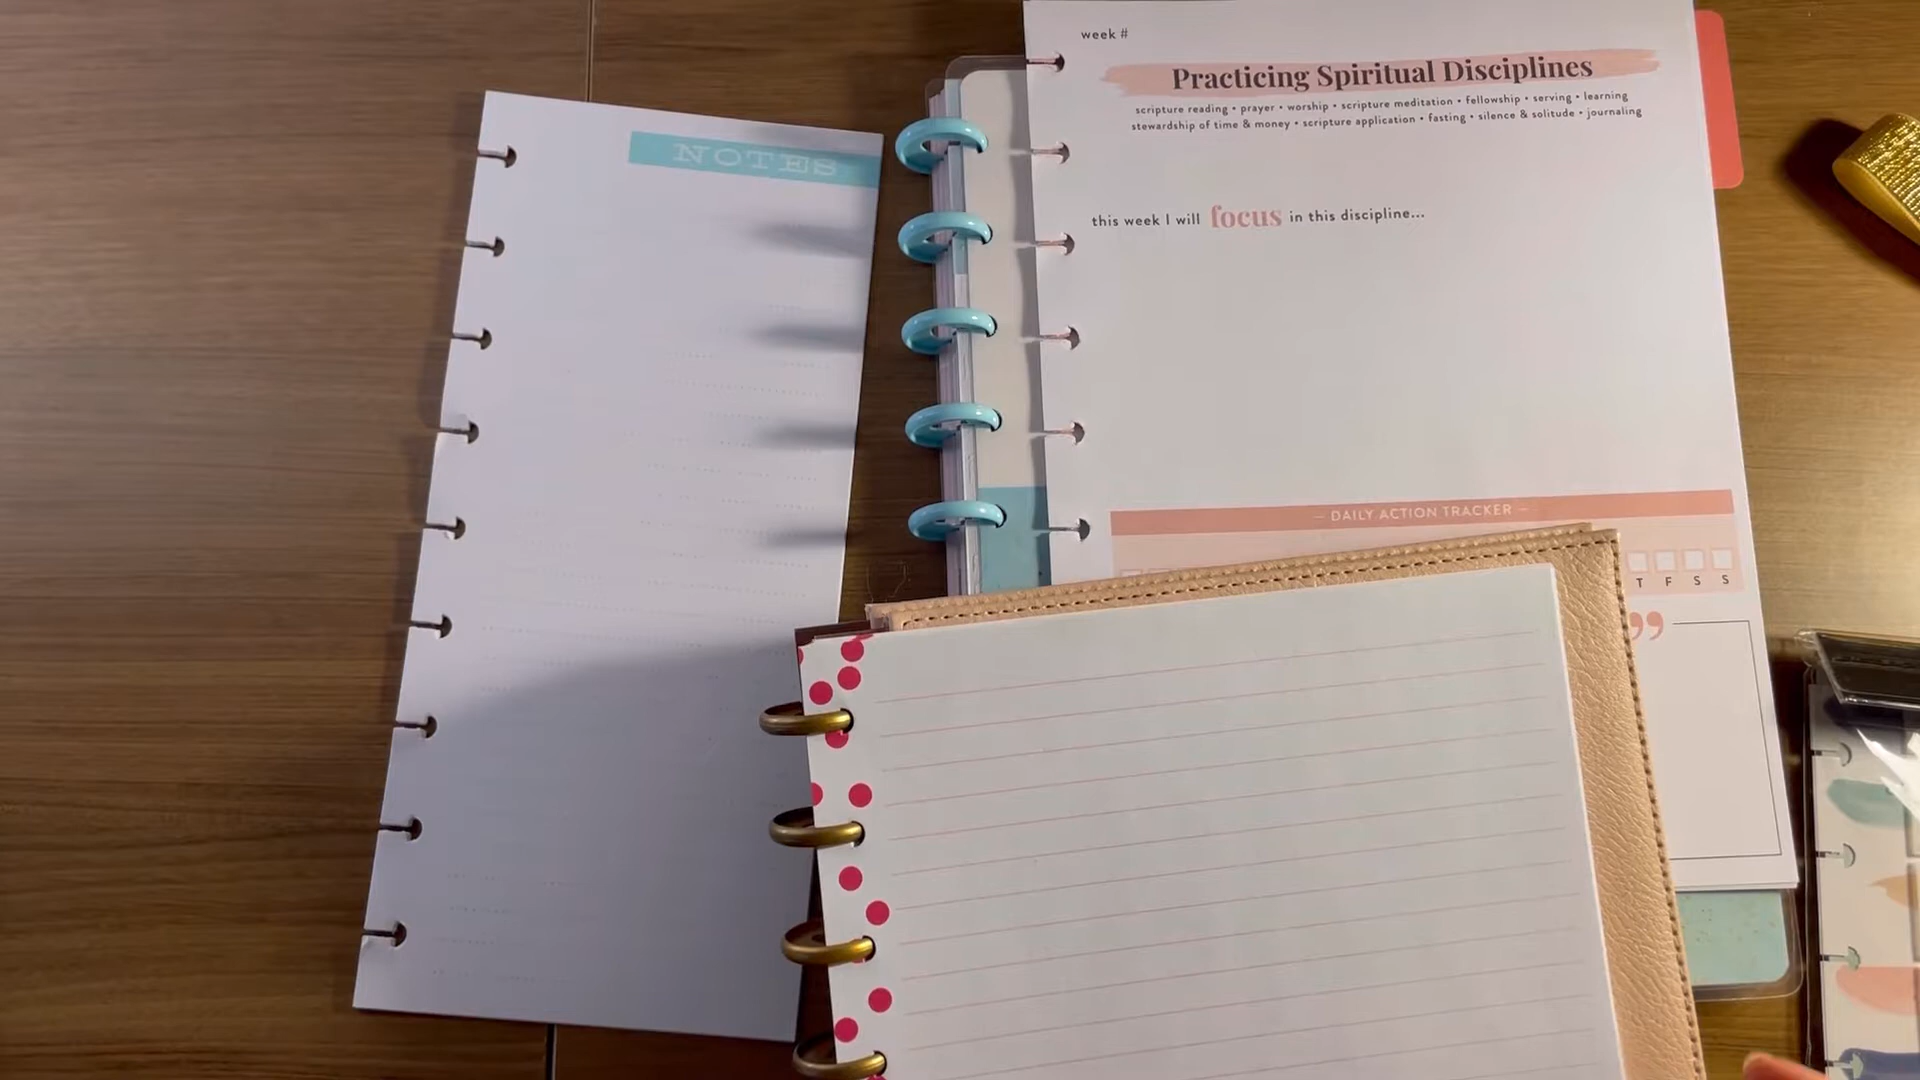 NOTES
week #
Practicing Spiritual Disciplines
scripture reading • prayer • worship • scripture meditation • fellowship • serving • learning
stewardship of time & money • scripture application • fasting • silence & solitude • journaling
this week I will focus in this discipline...
– DAILY ACTION TRACKER –
T F S S
”